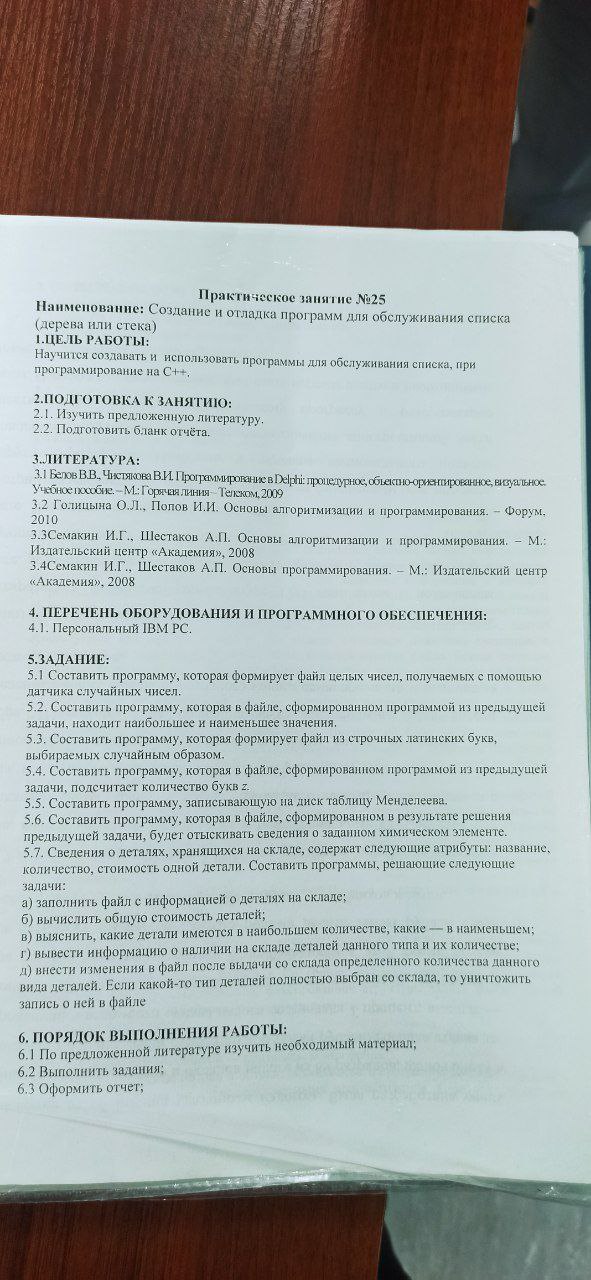 Практическое занятие №25
Наименование: Создание и отладка программ для обслуживания списка
(дерева или стека)
1.ЦЕЛЬ РАБОТЫ:
Научится создавать и использовать программы для обслуживания списка, при
программирование на С++.
2.ПОДГОТОВКА К ЗАНЯТИЮ:
2.1. Изучить предложенную литературу.
2.2. Подготовить бланк отчёта.
3.ЛИТЕРАТУРА:
3.1 Белов В.В., Чистякова В.И. Программирование в Delphi: процедурное, объектно-ориентированное, визуальное.
Учебное пособие. – М.: Горячая линия – Телеком, 2009
3.2 Голицына О.Л., Попов И.И. Основы алгоритмизации и программирования. – Форум,
2010
3.3Семакин И.Г., Шестаков А.П. Основы алгоритмизации и программирования. – М.:
Издательский центр «Академия», 2008
3.4Семакин И.Г., Шестаков А.П. Основы программирования. – М.: Издательский центр
«Академия», 2008
4. ПЕРЕЧЕНЬ ОБОРУДОВАНИЯ И ПРОГРАММНОГО ОБЕСПЕЧЕНИЯ:
4.1. Персональный IBM PC.
5.ЗАДАНИЕ:
5.1 Составить программу, которая формирует файл целых чисел, получаемых с помощью
датчика случайных чисел.
5.2. Составить программу, которая в файле, сформированном программой из предыдущей
задачи, находит наибольшее и наименьшее значения.
5.3. Составить программу, которая формирует файл из строчных латинских букв,
выбираемых случайным образом.
5.4. Составить программу, которая в файле, сформированном программой из предыдущей
задачи, подсчитает количество букв z.
5.5. Составить программу, записывающую на диск таблицу Менделеева.
5.6. Составить программу, которая в файле, сформированном в результате решения
предыдущей задачи, будет отыскивать сведения о заданном химическом элементе.
5.7. Сведения о деталях, хранящихся на складе, содержат следующие атрибуты: название,
количество, стоимость одной детали. Составить программы, решающие следующие
задачи:
а) заполнить файл с информацией о деталях на складе;
б) вычислить общую стоимость деталей;
в) выяснить, какие детали имеются в наибольшем количестве, какие — в наименьшем;
г) вывести информацию о наличии на складе деталей данного типа и их количестве;
д) внести изменения в файл после выдачи со склада определенного количества данного
вида деталей. Если какой-то тип деталей полностью выбран со склада, то уничтожить
запись о ней в файле
6. ПОРЯДОК ВЫПОЛНЕНИЯ РАБОТЫ:
6.1 По предложенной литературе изучить необходимый материал;
6.2 Выполнить задания;
6.3 Оформить отчет;